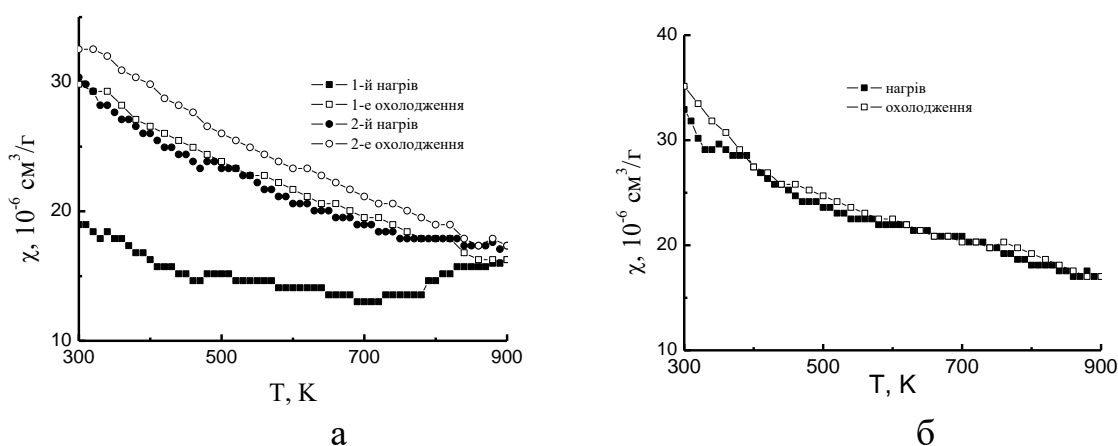 χ, 10⁻⁶ см³/г
30
20
10
300
500
700
900
T, K
1-й нагрів
1-е охолодження
2-й нагрів
2-е охолодження
а
χ, 10⁻⁶ см³/г
40
30
20
10
300
500
700
900
T, K
нагрів
охолодження
б